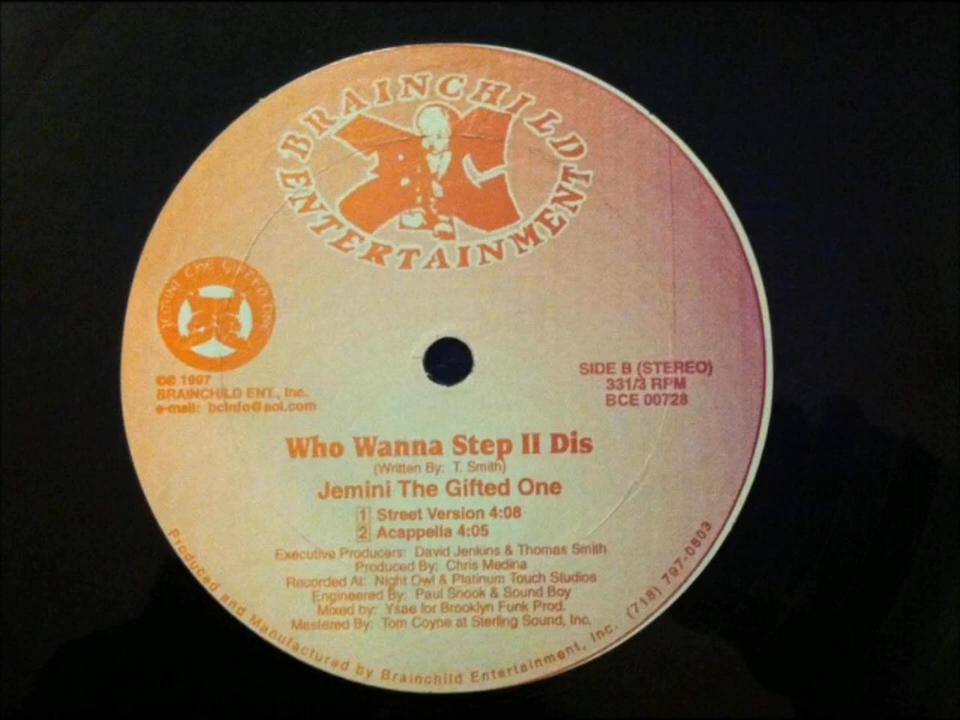 BRAINCHILD
ENTERTAINMENT
JEMINI THE GIFTED ONE
©℗ 1997
BRAINCHILD ENT., Inc.
e-mail: bcinfo@aol.com
SIDE B (STEREO)
331/3 RPM
BCE 00728
Who Wanna Step II Dis
(Written By: T. Smith)
Jemini The Gifted One
1 Street Version 4:08
2 Acappella 4:05
Executive Producers: David Jenkins & Thomas Smith
Produced By: Chris Medina
Recorded At: Night Owl & Platinum Touch Studios
Engineered By: Paul Snook & Sound Boy
Mixed by: Ysae for Brooklyn Funk Prod.
Mastered By: Tom Coyne at Sterling Sound, Inc.
Produced and Manufactured by Brainchild Entertainment, Inc. (718) 797-0803